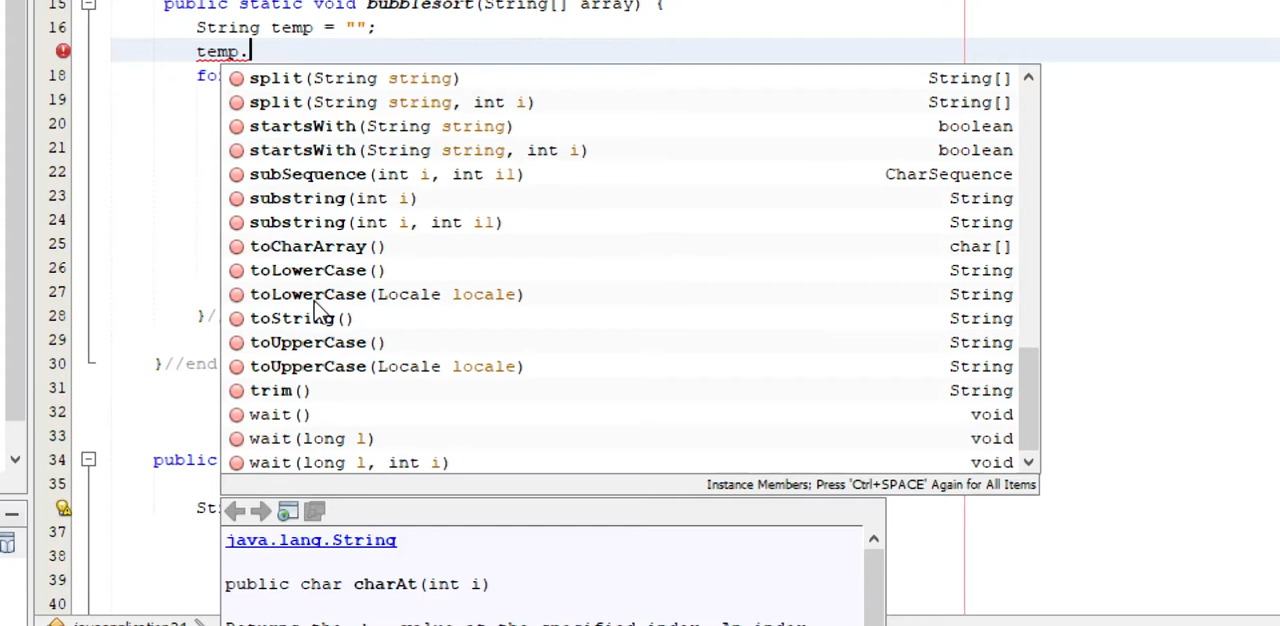 15 public static void bubblesort(String[] array) {
16 String temp = "";
temp.
18 fo
split(String string) String[]
19 split(String string, int i) String[]
20 startsWith(String string) boolean
21 startsWith(String string, int i) boolean
22 subSequence(int i, int i1) CharSequence
23 substring(int i) String
24 substring(int i, int i1) String
25 toCharArray() char[]
26 toLowerCase() String
27 toLowerCase(Locale locale) String
28 }/ toString() String
29 toUpperCase() String
30 }//end toUpperCase(Locale locale) String
31 trim() String
32 wait() void
33 wait(long l) void
34 public wait(long l, int i) void
35 Instance Members; Press 'Ctrl+SPACE' Again for All Items
St
37 java.lang.String
38
39 public char charAt(int i)
40